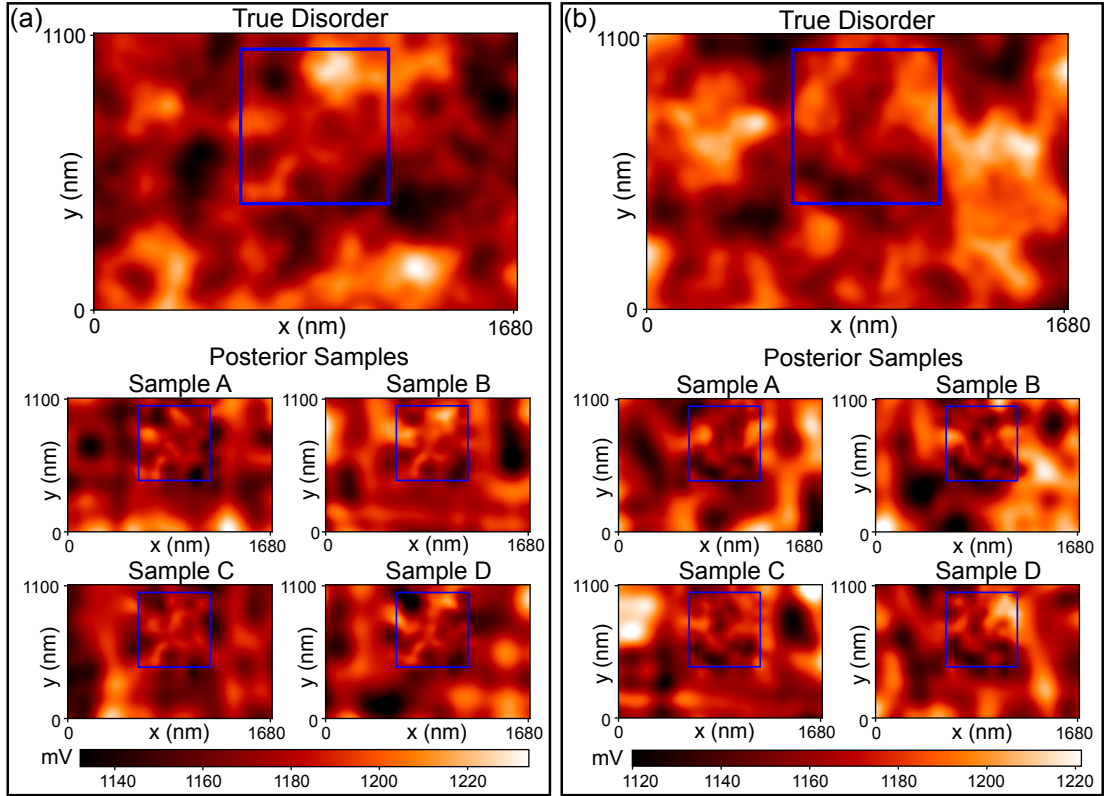 (a)
True Disorder
1100
y (nm)
0
0
x (nm)
1680
Posterior Samples
Sample A
1100
y (nm)
0
0
x (nm)
1680
Sample B
1100
y (nm)
0
0
x (nm)
1680
Sample C
1100
y (nm)
0
0
x (nm)
1680
Sample D
1100
y (nm)
0
0
x (nm)
1680
mV
1140 1160 1180 1200 1220
(b)
True Disorder
1100
y (nm)
0
0
x (nm)
1680
Posterior Samples
Sample A
1100
y (nm)
0
0
x (nm)
1680
Sample B
1100
y (nm)
0
0
x (nm)
1680
Sample C
1100
y (nm)
0
0
x (nm)
1680
Sample D
1100
y (nm)
0
0
x (nm)
1680
mV
1120 1140 1160 1180 1200 1220